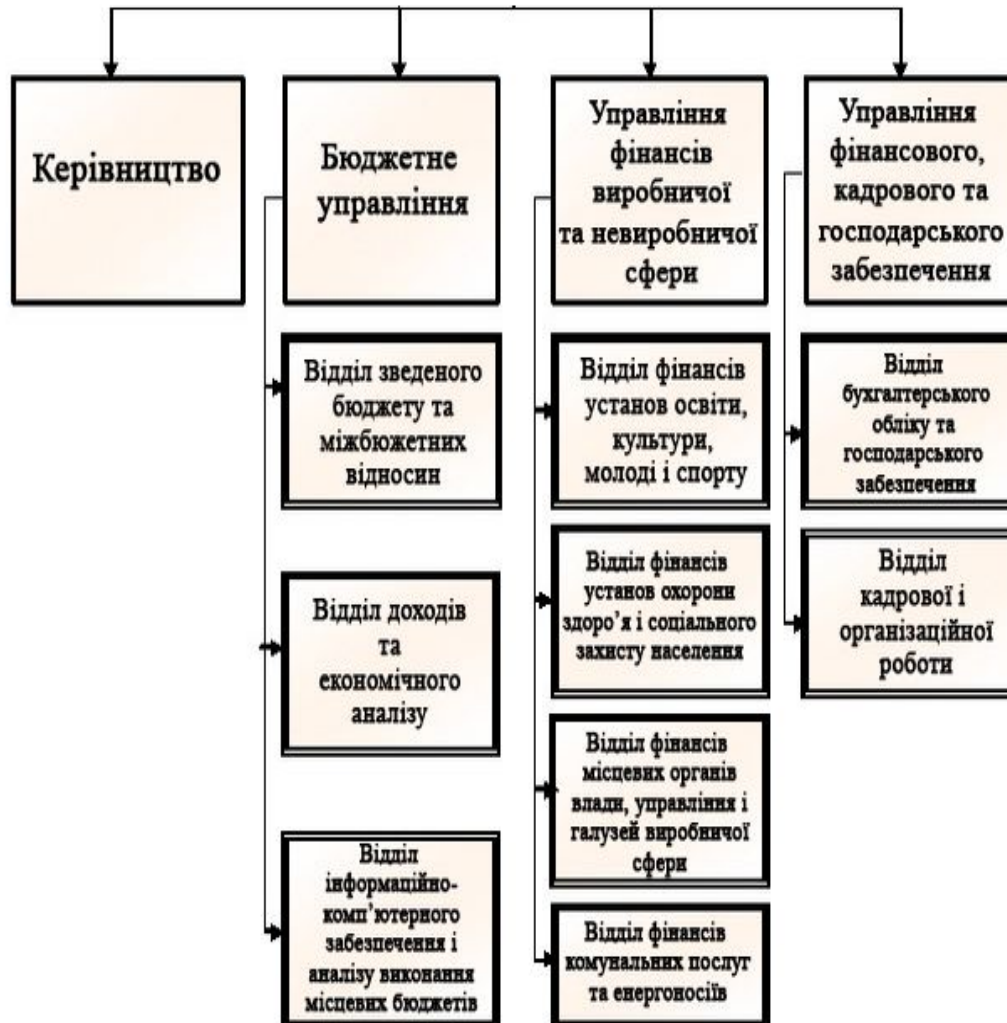 Керівництво
Бюджетне
управління
Відділ зведеного
бюджету та
міжбюжетних
відносин
Відділ доходів
та
економічного
аналізу
Відділ
інформаційно-
комп’ютерного
забезпечення і
аналізу виконання
місцевих бюджетів
Управління
фінансів
виробничої
та невиробничої
сфери
Відділ фінансів
установ освіти,
культури,
молоді і спорту
Відділ фінансів
установ охорони
здоро’я і соціального
захисту населення
Відділ фінансів
місцевих органів
влади, управління і
галузей виробничої
сфери
Відділ фінансів
комунальних послуг
та енергоносіїв
Управління
фінансового,
кадрового та
господарського
забезпечення
Відділ
бухгалтерського
обліку та
господарського
забезпечення
Відділ
кадрової і
організаційної
роботи